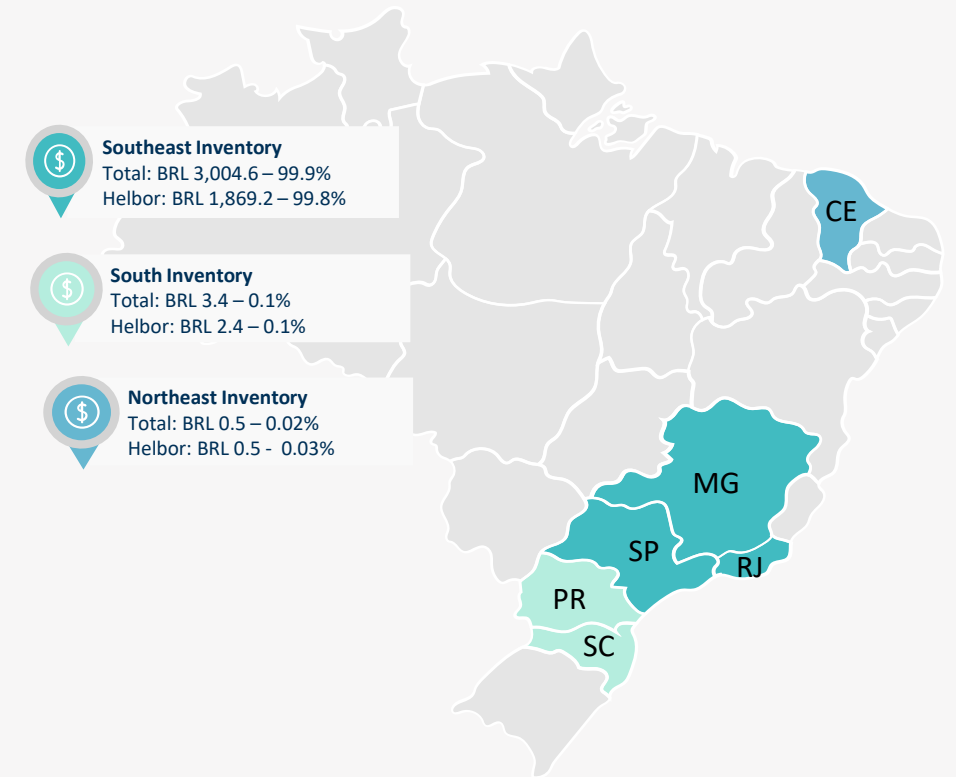 Southeast Inventory
Total: BRL 3,004.6 – 99.9%
Helbor: BRL 1,869.2 – 99.8%
South Inventory
Total: BRL 3.4 – 0.1%
Helbor: BRL 2.4 – 0.1%
Northeast Inventory
Total: BRL 0.5 – 0.02%
Helbor: BRL 0.5 - 0.03%
CE
MG
SP
RJ
PR
SC
$
$
$